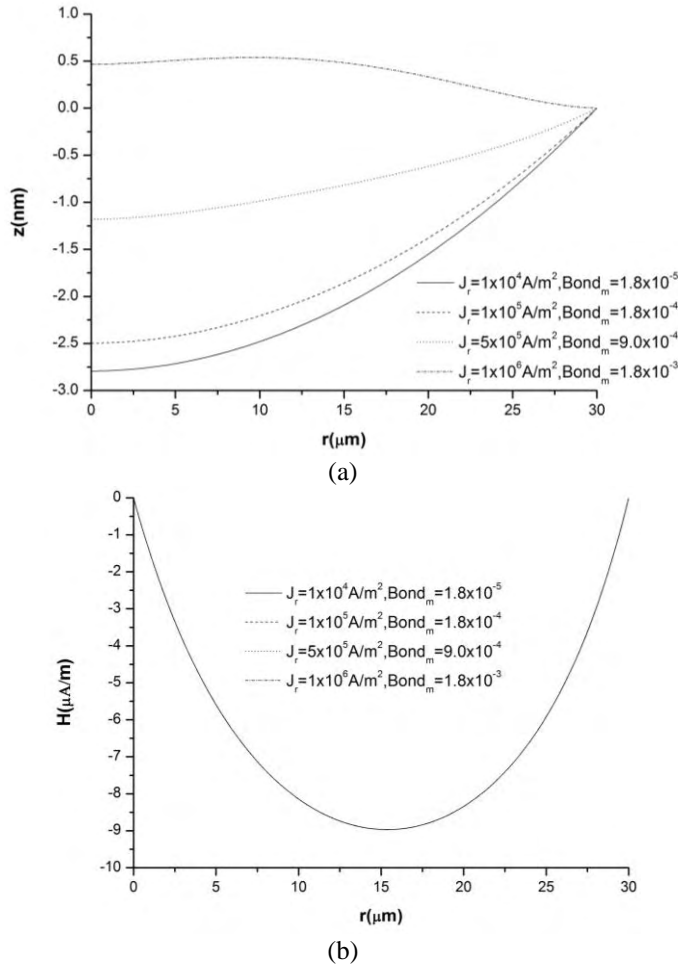 1.0
0.5
0.0
-0.5
-1.0
-1.5
-2.0
-2.5
-3.0
z(nm)
J_r=1x10^4A/m^2,Bond_m=1.8x10^-5
J_r=1x10^5A/m^2,Bond_m=1.8x10^-4
J_r=5x10^5A/m^2,Bond_m=9.0x10^-4
J_r=1x10^6A/m^2,Bond_m=1.8x10^-3
0 5 10 15 20 25 30
r(μm)
(a)
0
-1
-2
-3
-4
-5
-6
-7
-8
-9
-10
H(μA/m)
J_r=1x10^4A/m^2,Bond_m=1.8x10^-5
J_r=1x10^5A/m^2,Bond_m=1.8x10^-4
J_r=5x10^5A/m^2,Bond_m=9.0x10^-4
J_r=1x10^6A/m^2,Bond_m=1.8x10^-3
0 5 10 15 20 25 30
r(μm)
(b)